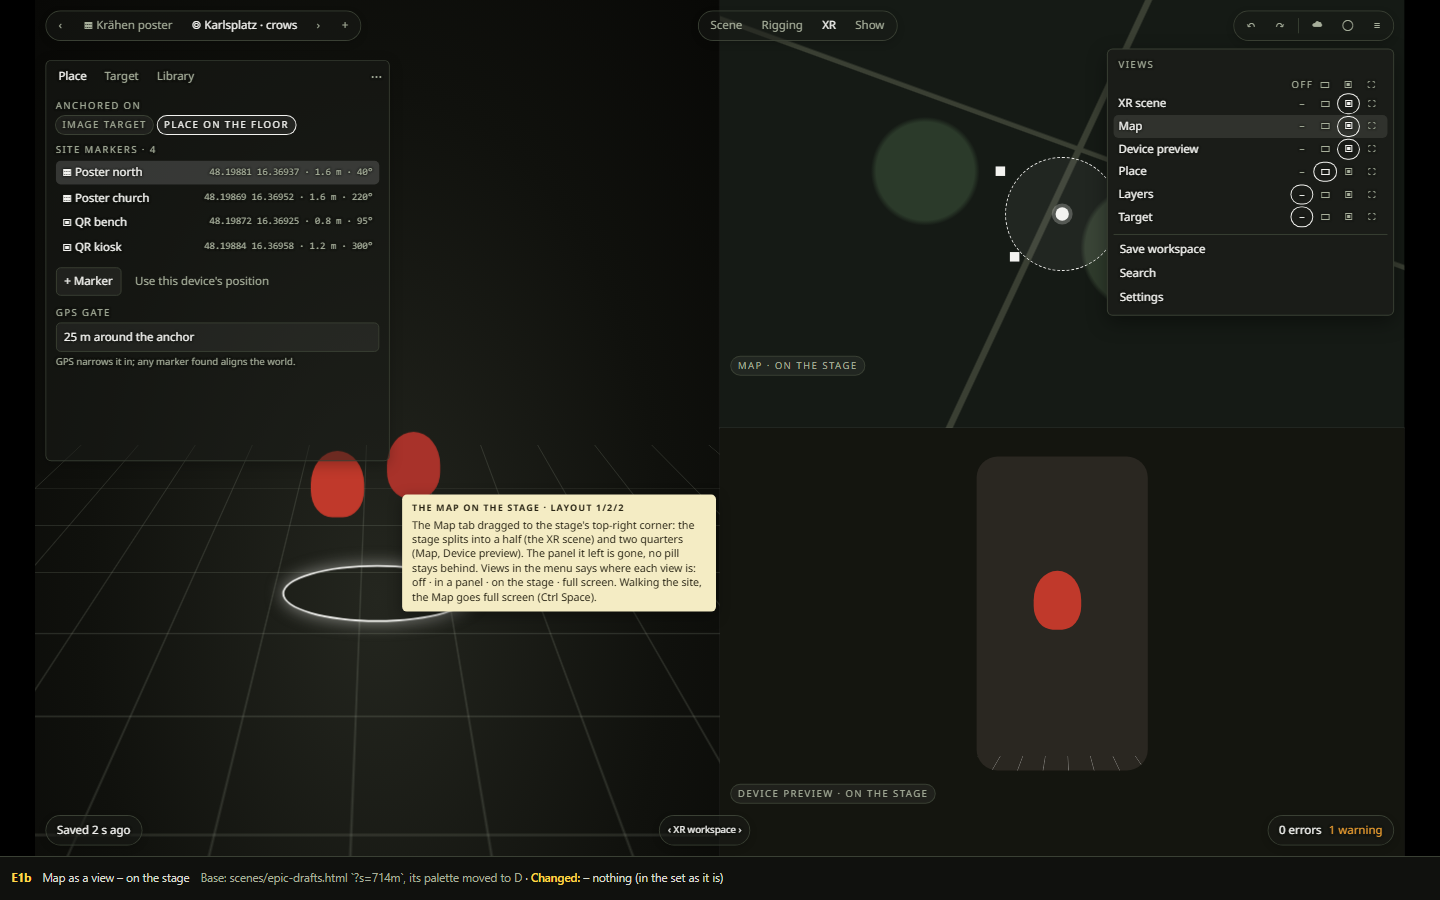 ‹ Krähen poster Karlsplatz · crows › +
Scene Rigging XR Show
Place Target Library ...
ANCHORED ON
IMAGE TARGET PLACE ON THE FLOOR
SITE MARKERS · 4
Poster north 48.19881 16.36937 · 1.6 m · 40°
Poster church 48.19869 16.36952 · 1.6 m · 220°
QR bench 48.19872 16.36925 · 0.8 m · 95°
QR kiosk 48.19884 16.36958 · 1.2 m · 300°
+ Marker Use this device's position
GPS GATE
25 m around the anchor
GPS narrows it in; any marker found aligns the world.
VIEWS
OFF
XR scene –
Map –
Device preview –
Place –
Layers –
Target –
Save workspace
Search
Settings
MAP · ON THE STAGE
THE MAP ON THE STAGE · LAYOUT 1/2/2
The Map tab dragged to the stage's top-right corner: the
stage splits into a half (the XR scene) and two quarters
(Map, Device preview). The panel it left is gone, no pill
stays behind. Views in the menu says where each view is:
off · in a panel · on the stage · full screen. Walking the site,
the Map goes full screen (Ctrl Space).
DEVICE PREVIEW · ON THE STAGE
Saved 2 s ago
‹ XR workspace ›
0 errors 1 warning
E1b Map as a view – on the stage Base: scenes/epic-drafts.html `?s=714m`, its palette moved to D · Changed: – nothing (in the set as it is)